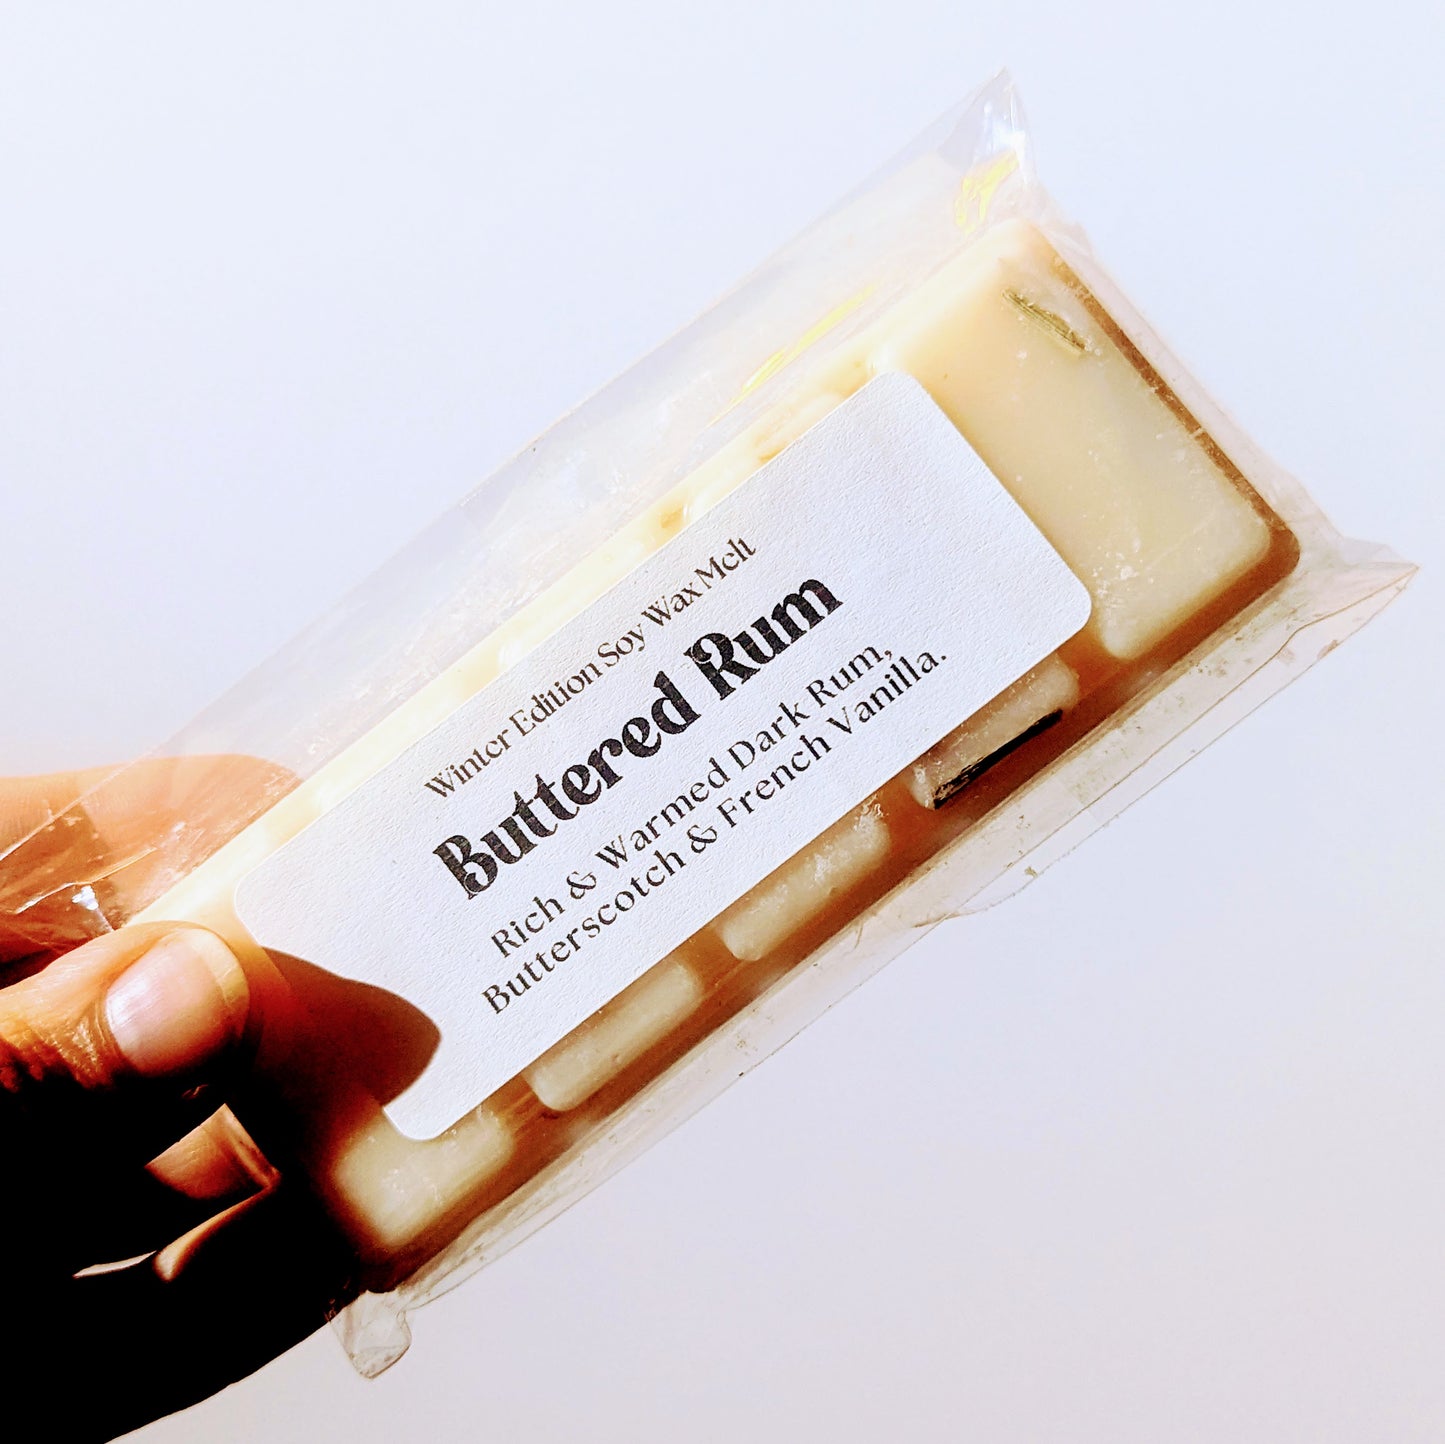 Winter Edition Soy Wax Melt
Buttered Rum
Rich & Warmed Dark Rum,
Butterscotch & French Vanilla.